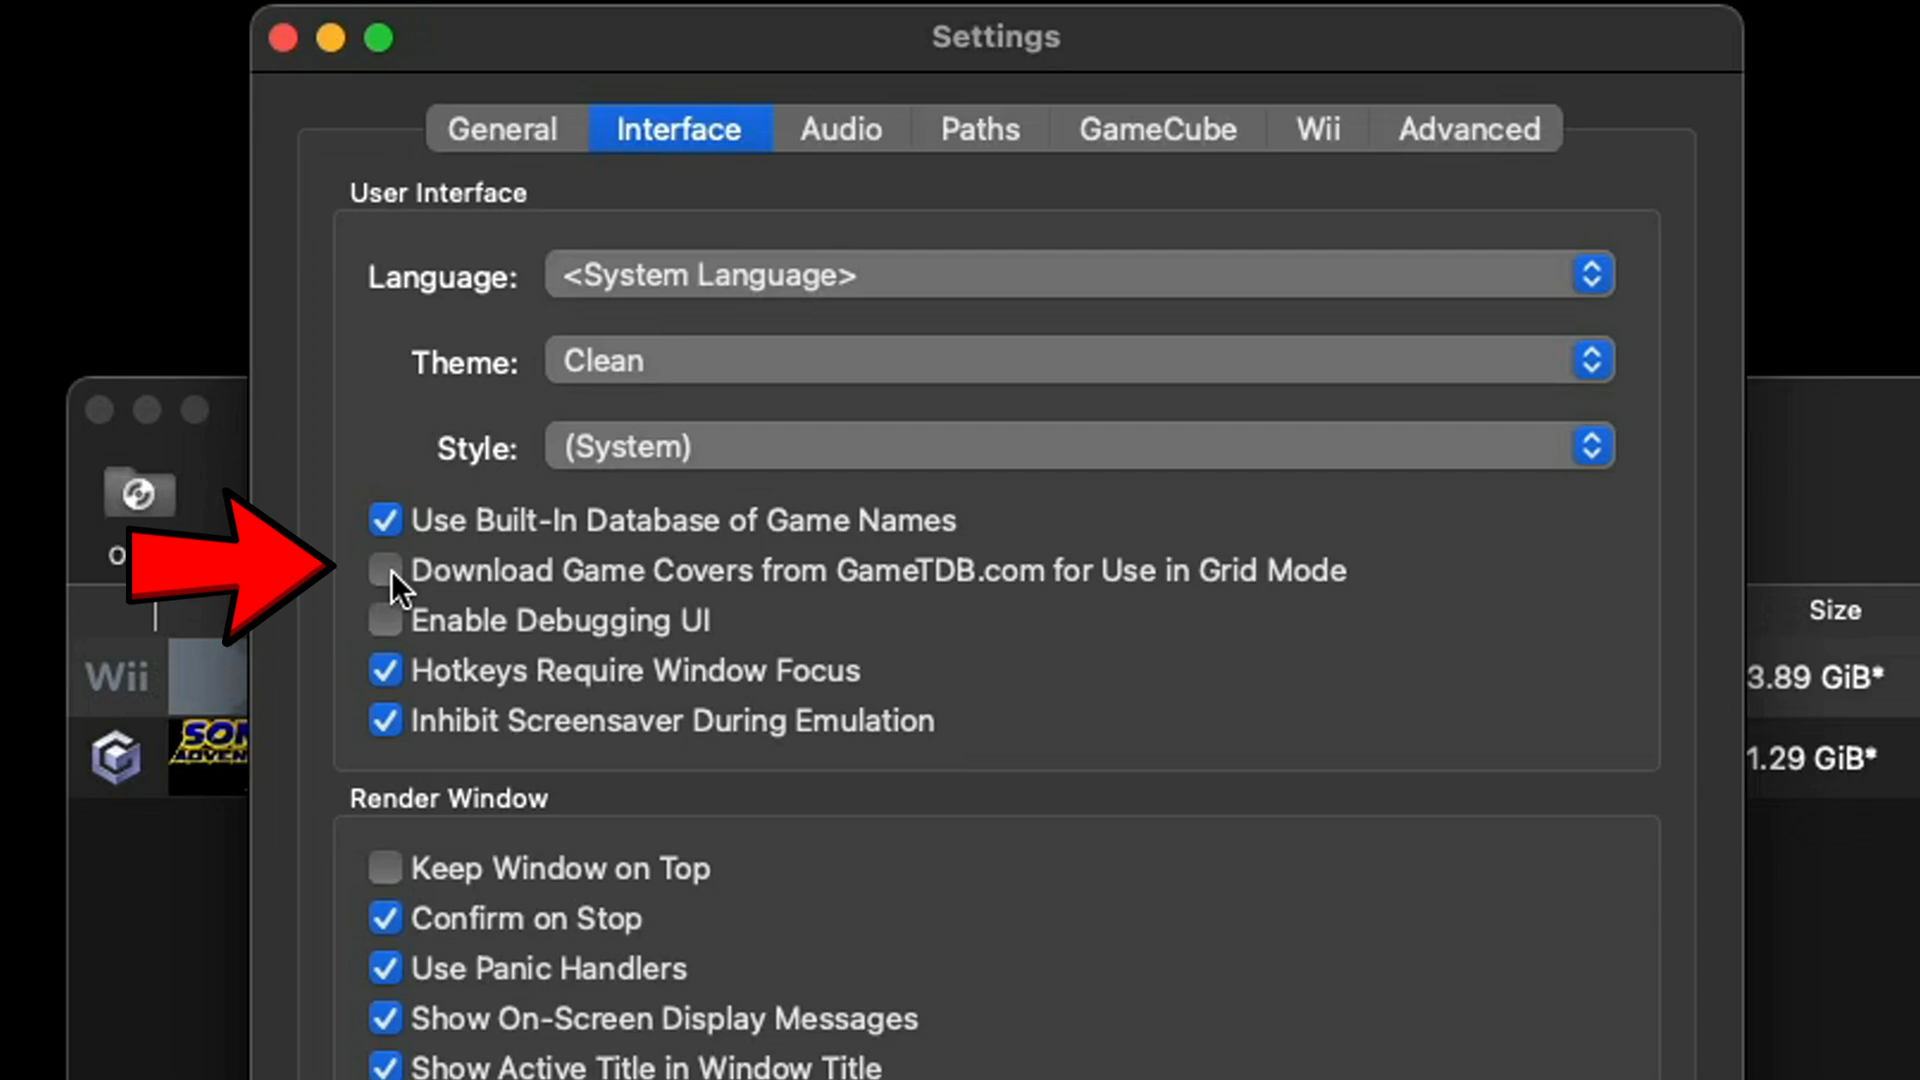 Settings
General Interface Audio Paths GameCube Wii Advanced
User Interface
Language: <System Language>
Theme: Clean
Style: (System)
Use Built-In Database of Game Names
Download Game Covers from GameTDB.com for Use in Grid Mode
Enable Debugging UI
Size
Wii
Hotkeys Require Window Focus
3.89 GiB*
Inhibit Screensaver During Emulation
1.29 GiB*
Render Window
Keep Window on Top
Confirm on Stop
Use Panic Handlers
Show On-Screen Display Messages
Show Active Title in Window Title